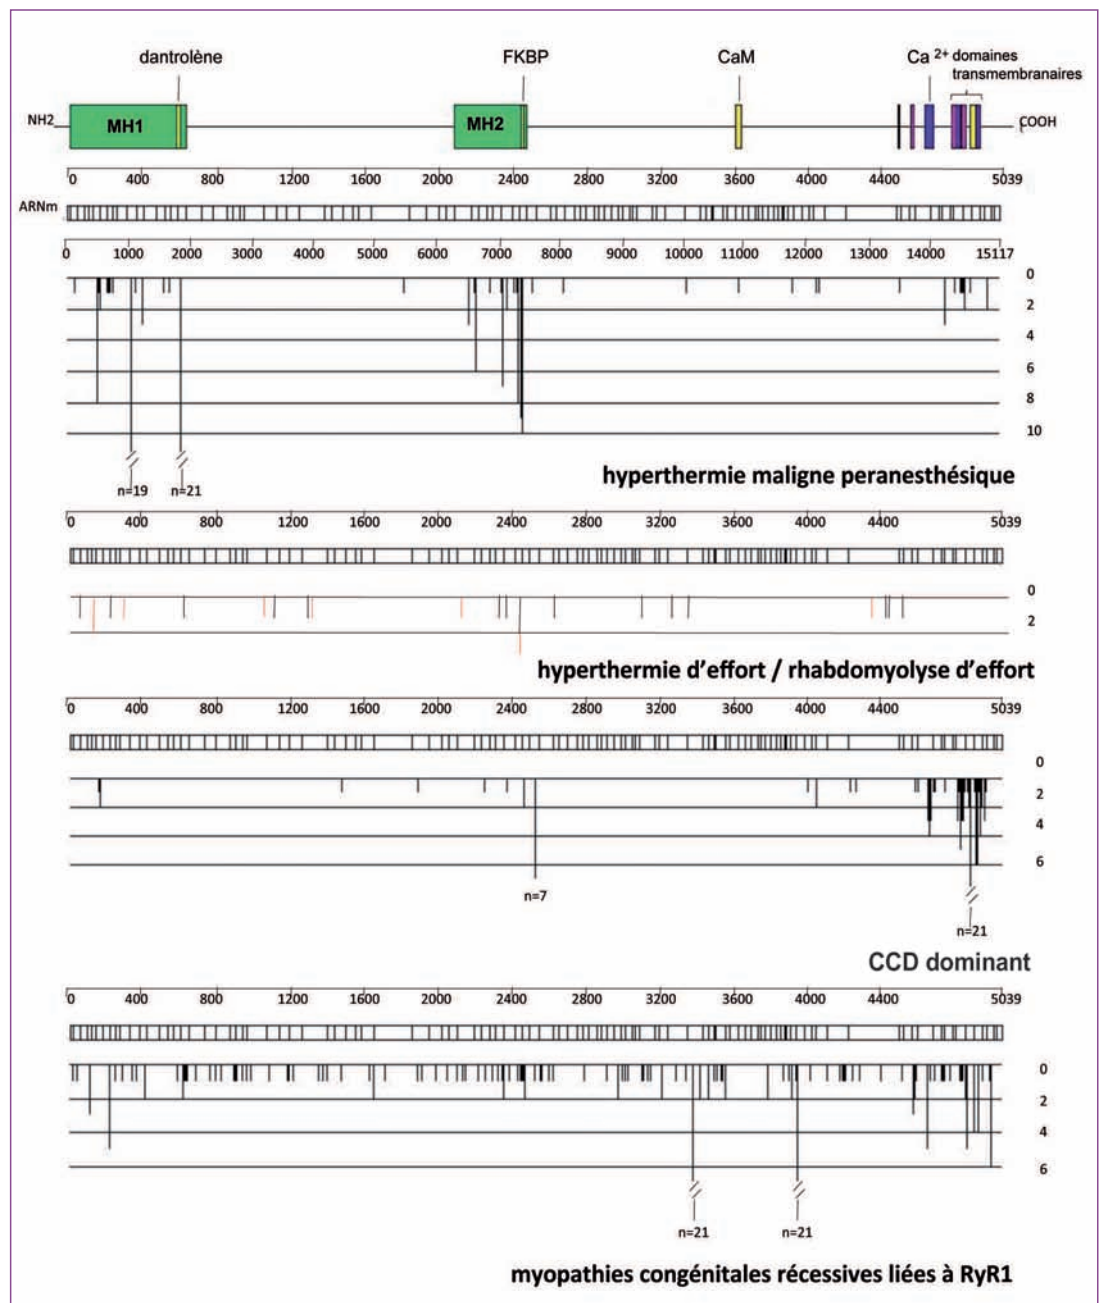 dantrolène FKBP CaM Ca 2+ domaines
transmembranaires
NH2 MH1 MH2 COOH
0 400 800 1200 1600 2000 2400 2800 3200 3600 4000 4400 5039
ARNm
0 1000 2000 3000 4000 5000 6000 7000 8000 9000 10000 11000 12000 13000 14000 15117
0
2
4
6
8
10
n=19 n=21
hyperthermie maligne peranesthésique
0 400 800 1200 1600 2000 2400 2800 3200 3600 4000 4400 5039
0
2
hyperthermie d'effort / rhabdomyolyse d'effort
0 400 800 1200 1600 2000 2400 2800 3200 3600 4000 4400 5039
0
2
4
6
n=7
n=21
CCD dominant
0 400 800 1200 1600 2000 2400 2800 3200 3600 4000 4400 5039
0
2
4
6
n=21 n=21
myopathies congénitales récessives liées à RyR1